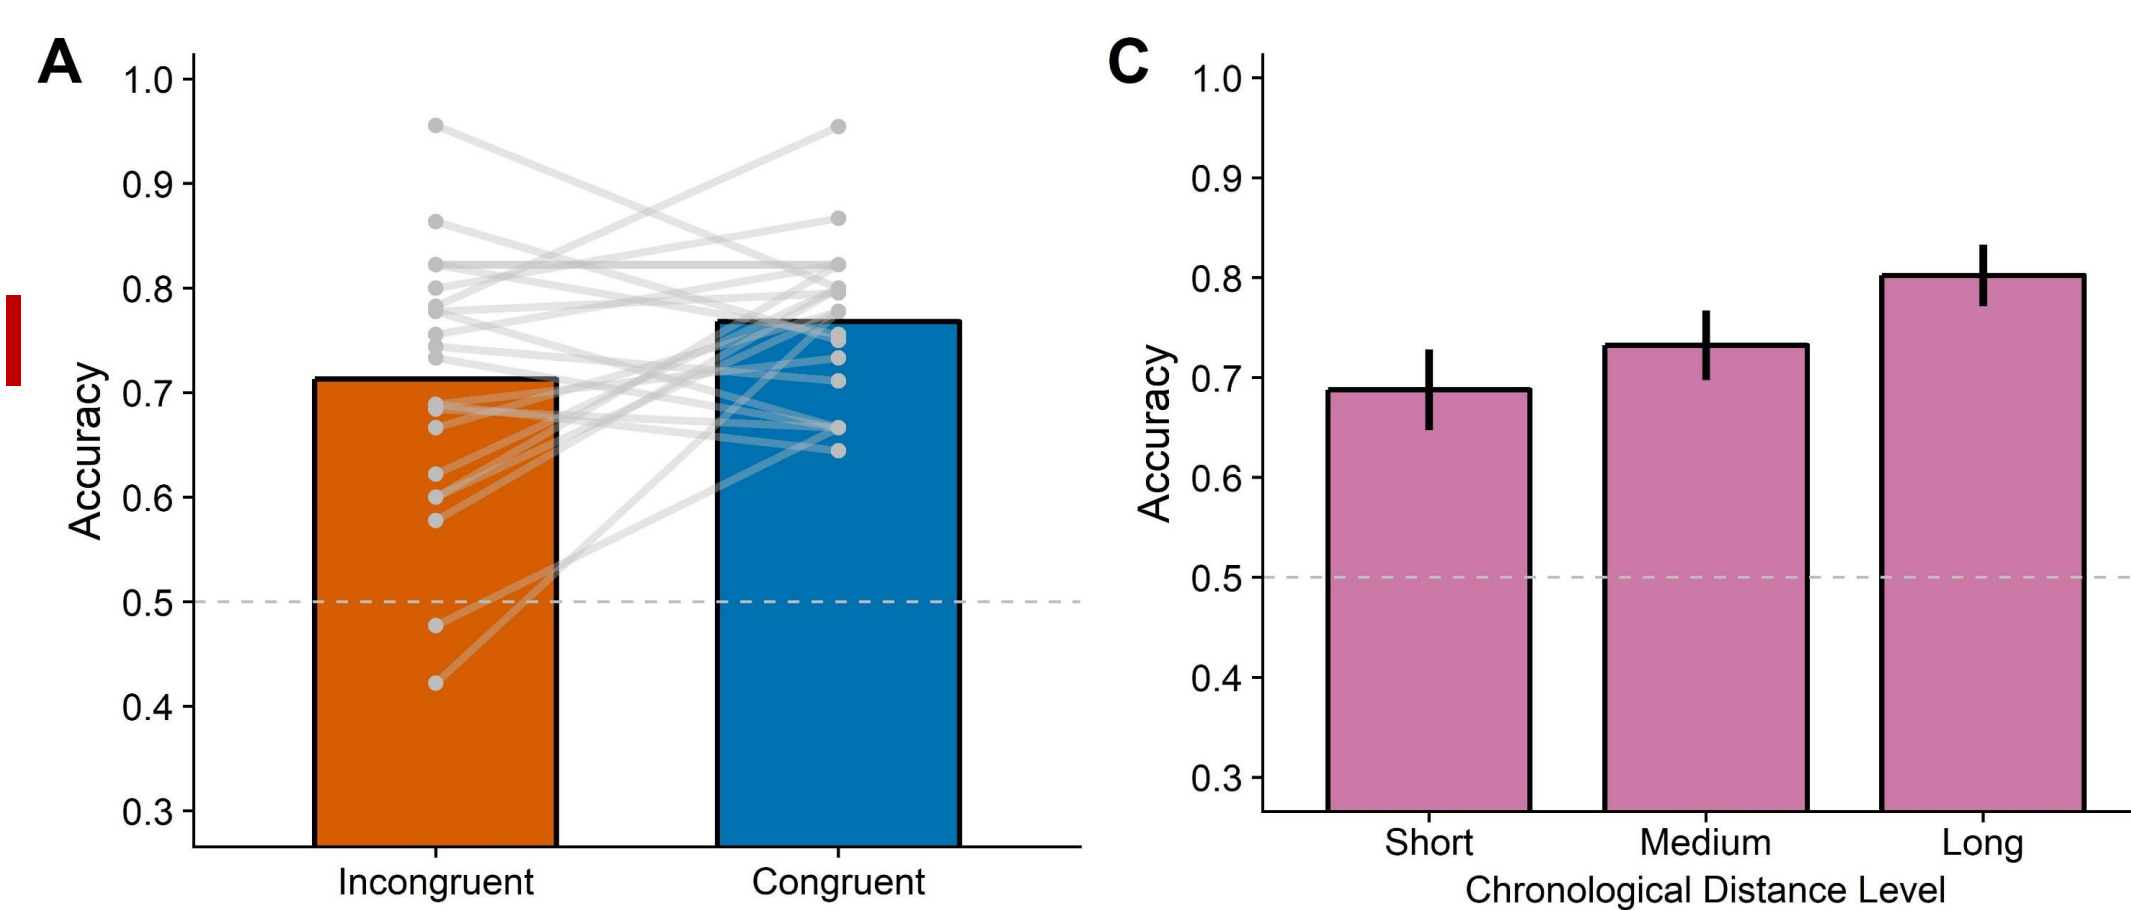 A
1.0
0.9
0.8
0.7
0.6
0.5
0.4
0.3
Accuracy
Incongruent Congruent
C
1.0
0.9
0.8
0.7
0.6
0.5
0.4
0.3
Accuracy
Short Medium Long
Chronological Distance Level